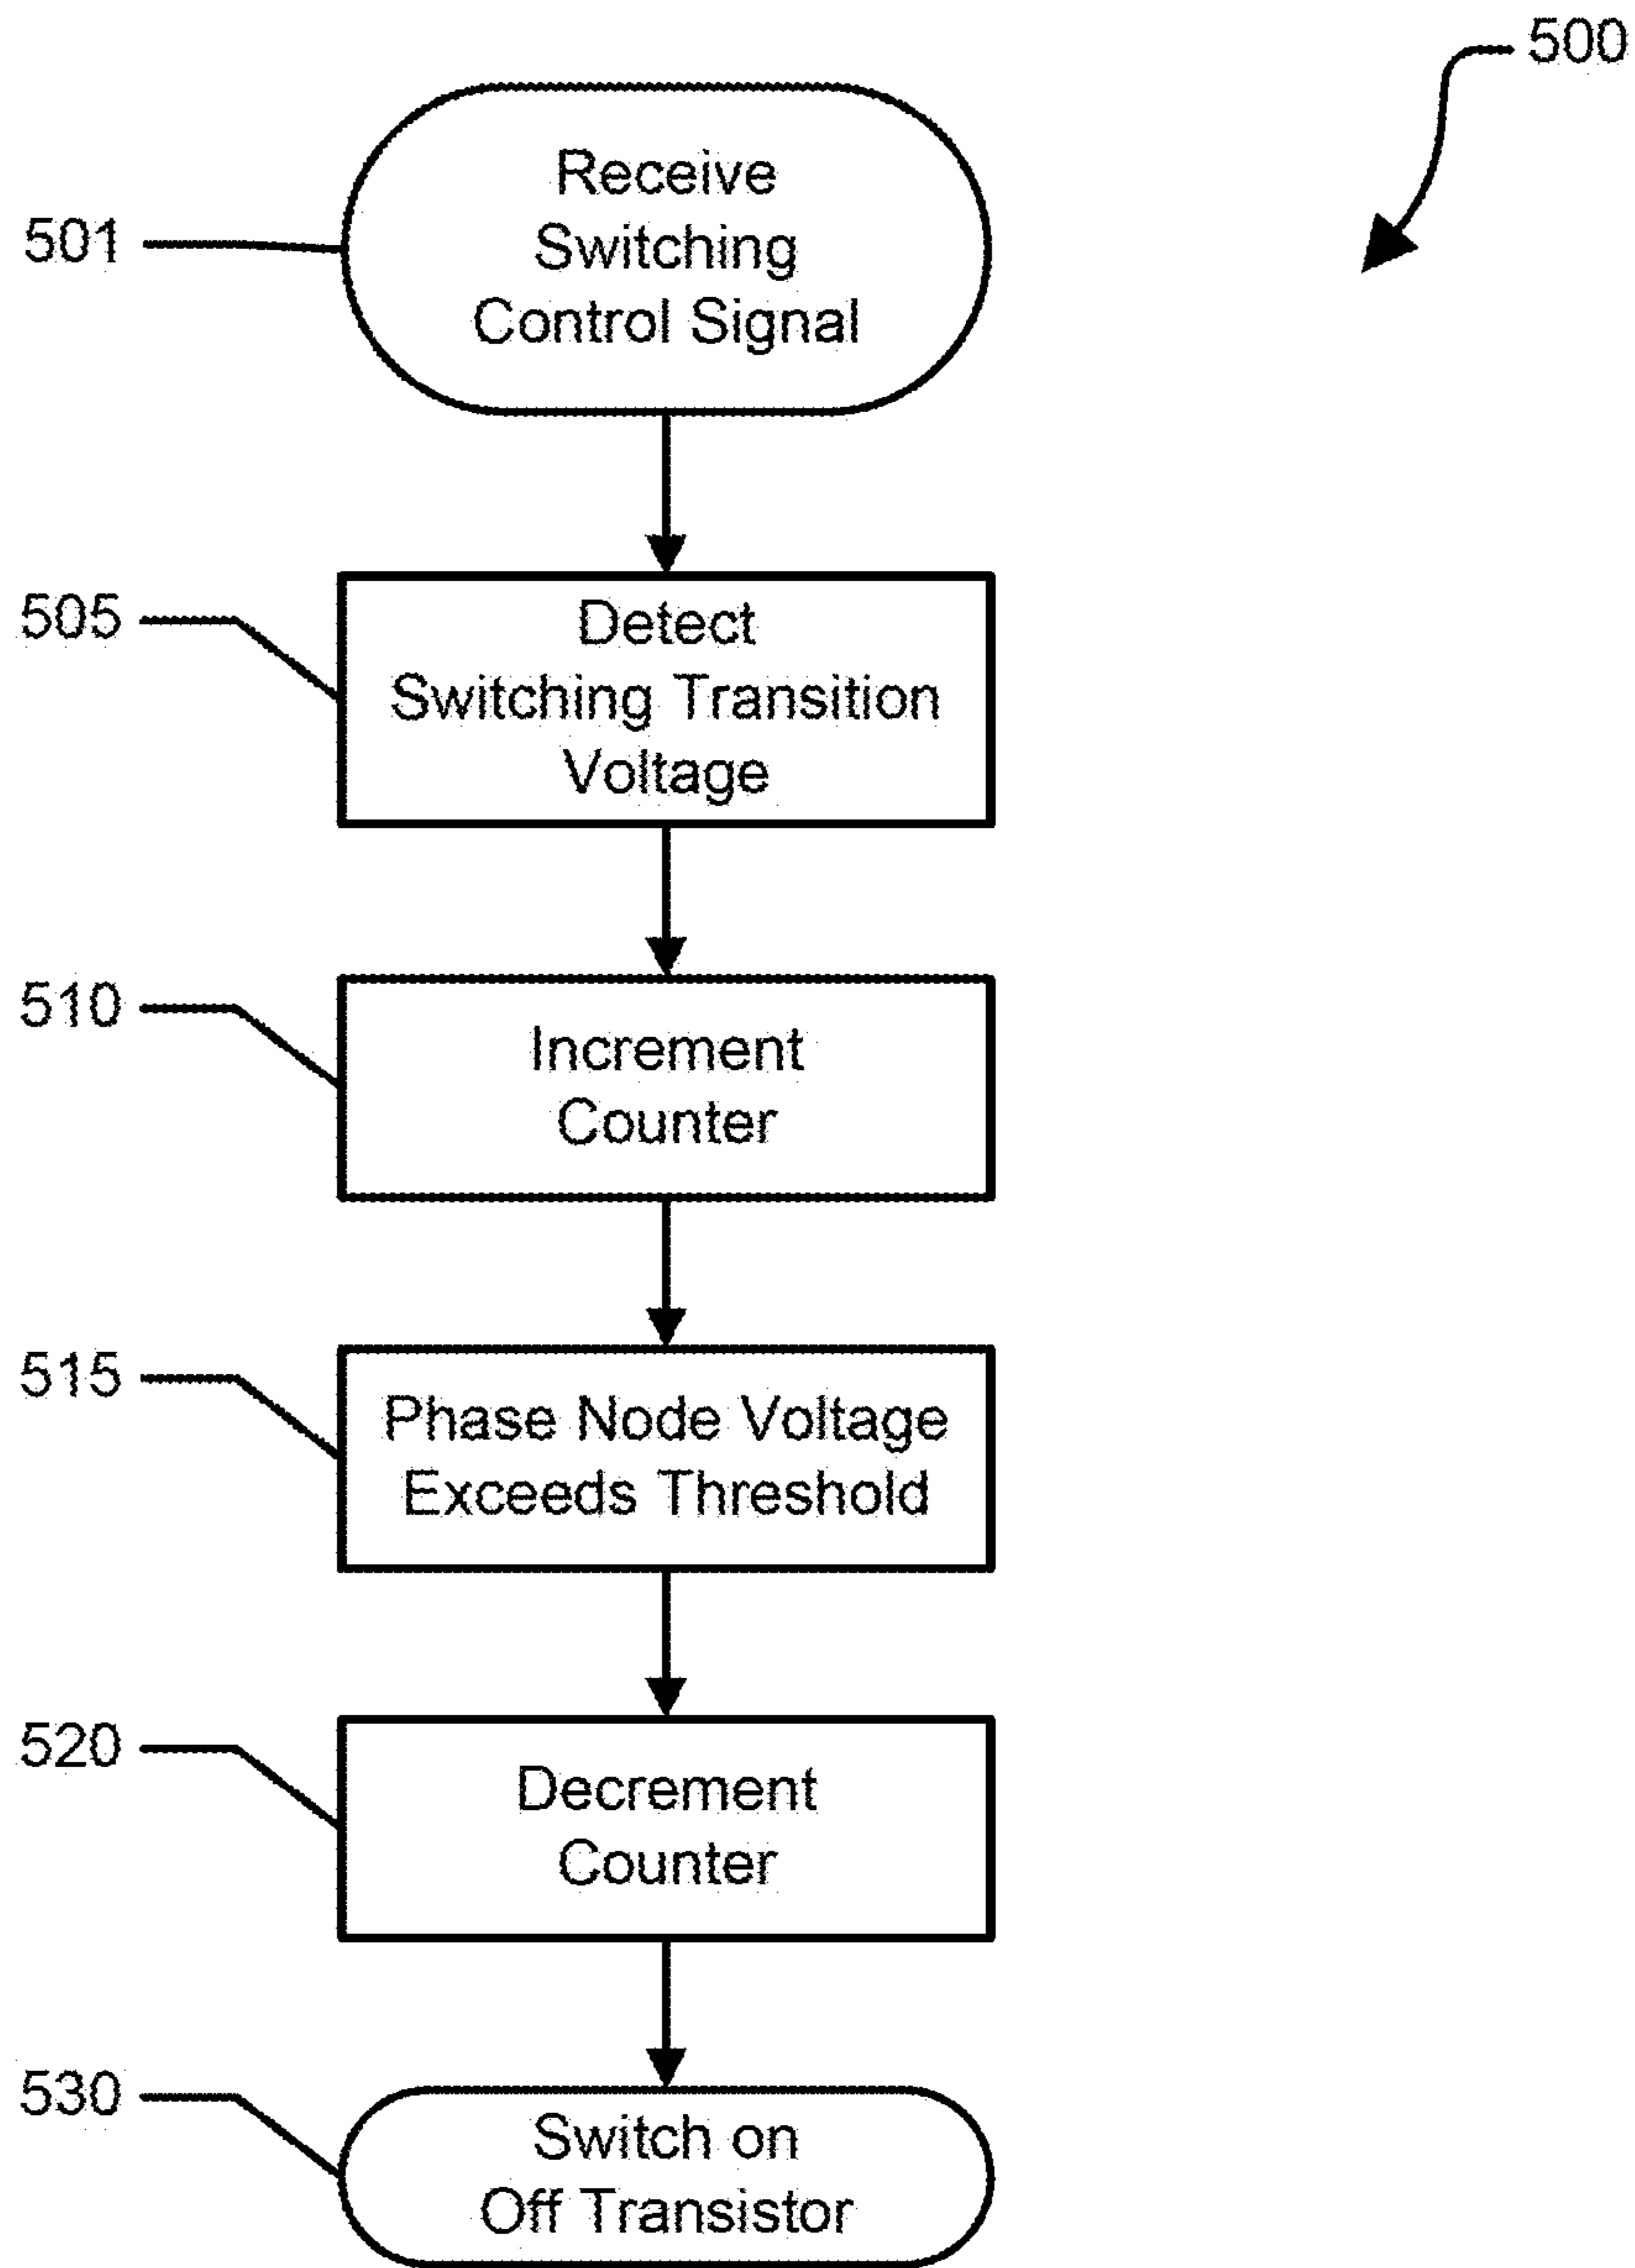 500
501
Receive
Switching
Control Signal
505
Detect
Switching Transition
Voltage
510
Increment
Counter
515
Phase Node Voltage
Exceeds Threshold
520
Decrement
Counter
530
Switch on
Off Transistor